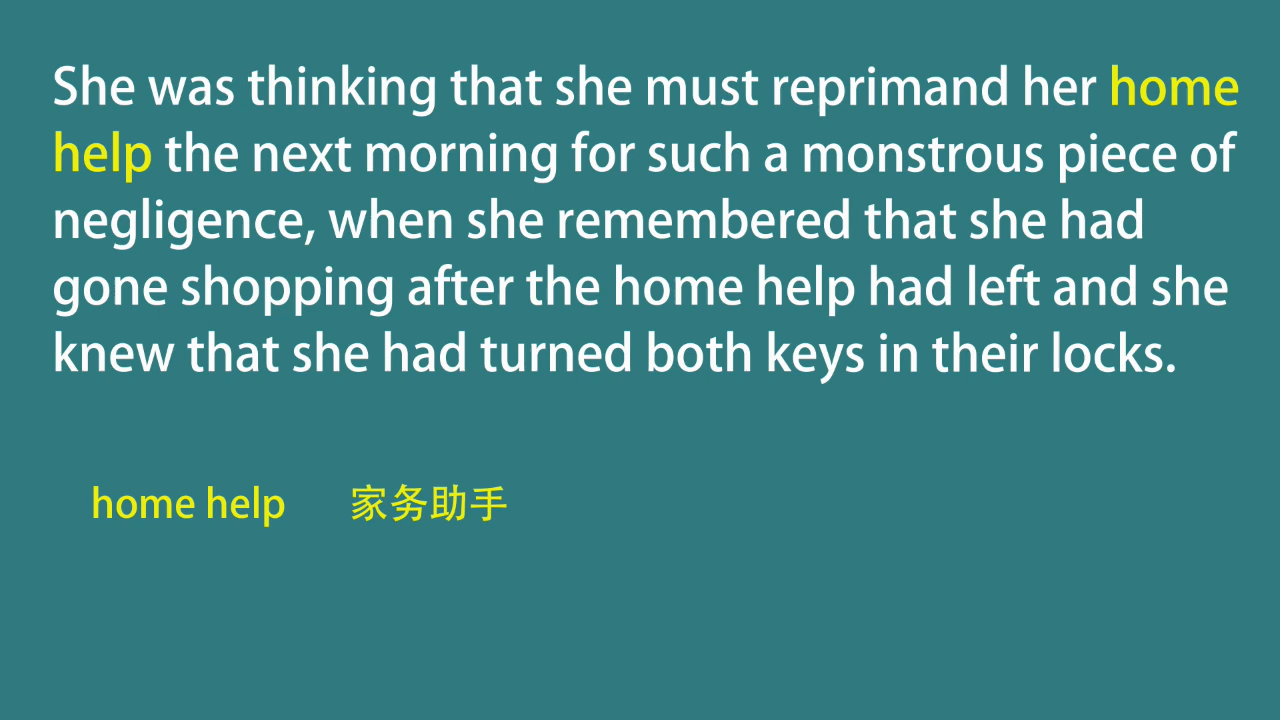 She was thinking that she must reprimand her home
help the next morning for such a monstrous piece of
negligence, when she remembered that she had
gone shopping after the home help had left and she
knew that she had turned both keys in their locks.
home help 家务助手